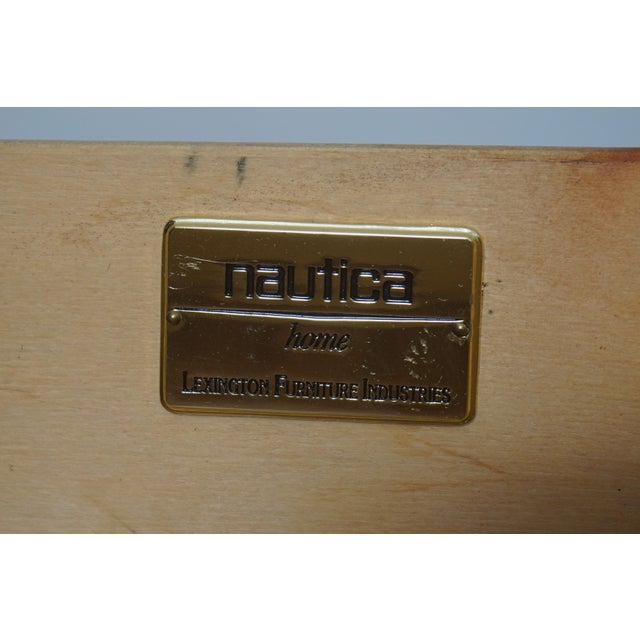 nautica
home
LEXINGTON FURNITURE INDUSTRIES